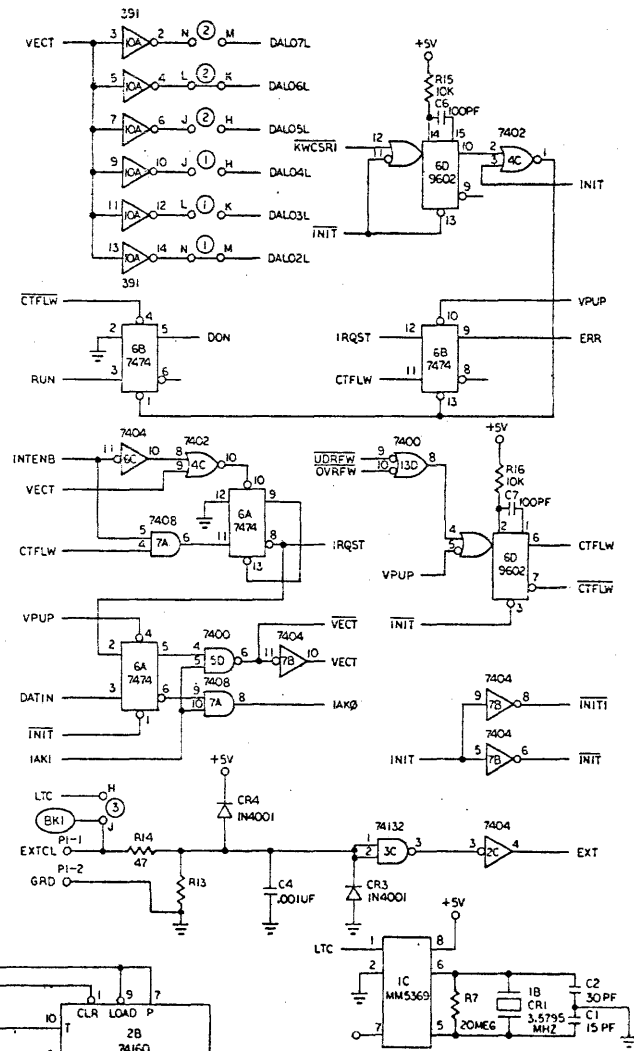 391
VECT 3 10A 2 N 2 M DAL07L
5 10A 4 L 2 K DAL06L
7 10A 6 J 2 H DAL05L
9 10A 10 J 1 H DAL04L
11 10A 12 L 1 K DAL03L
13 10A 14 N 1 M DAL02L
391
+5V
R15
10K
C6
100PF
KWCSR1 12 14 15 7402
11 10 2 4C 1
3
6D
9602 9 INIT
INIT 13
CTFLW 4
2 5 DON
6B
7474
RUN 3 6
1
VPUP
10
IRQST 12 9 ERR
6B
7474
CTFLW 11 8
13
7404 7402
INTENB 11 6C 10 8 4C 10
VECT 9
10
12 9
6A
7474
7408
5 7A 6 11 8 IRQST
CTFLW 4
13
+5V
R16
10K
C7
100PF
7400
UDRFW 9 13D 8
OVRFW 10
2 1
4 6 CTFLW
5 6D
9602
VPUP 7 CTFLW
INIT 3
VPUP 4
VECT
7400 7404
2 5 4 5D 6 11 7B 10 VECT
5
6A
7474
7408
DATIN 3 6 9 7A 8 IAKØ
10
INIT 1
IAKI
7404
9 7B 8 INIT1
7404
INIT 5 7B 6 INIT
+5V
LTC H
3
BK1 J
CR4
IN4001
P1-1
EXTCL R14
47
P1-2
GRD R13
C4
.001UF
74132 7404
1 3C 3 3 2C 4 EXT
2
CR3
IN4001
+5V
LTC 1 8
2 6
1C
MM5369
7 5
R7
20MEG
1B
CR1
3.5795
MHZ
C2
30PF
C1
15PF
1 9 7
CLR LOAD P
10 T
2B
74160